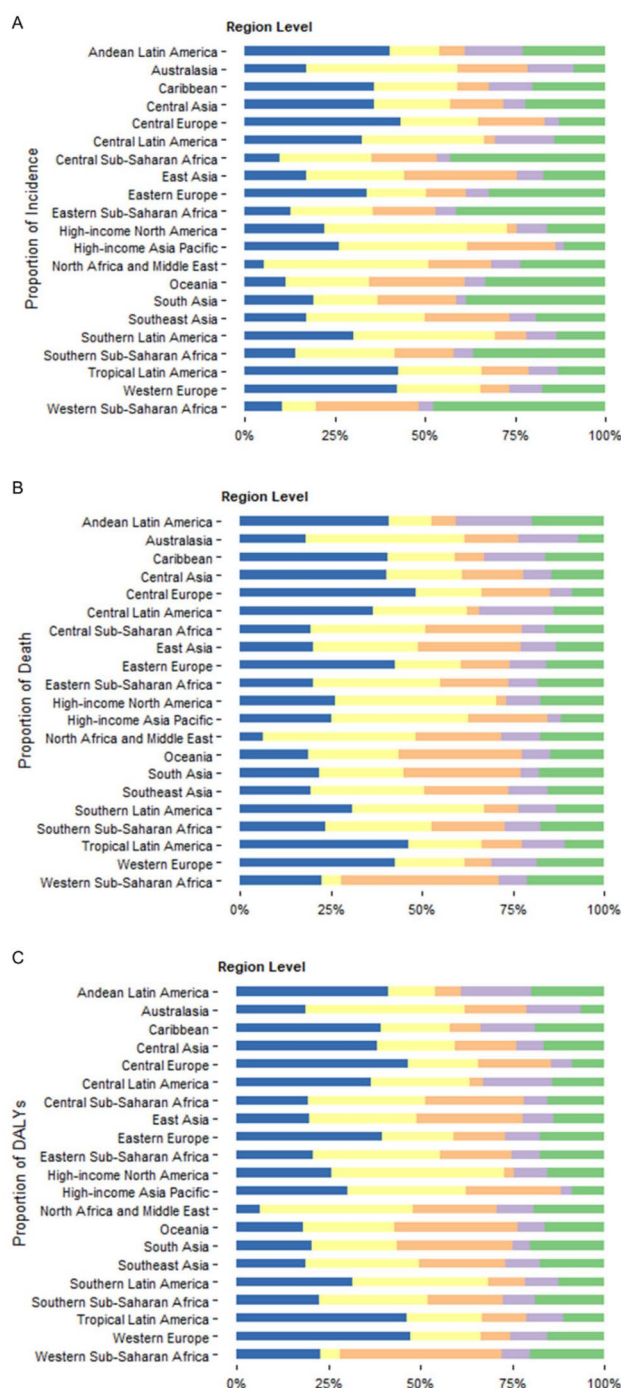 A
Region Level
Proportion of Incidence
Andean Latin America
Australasia
Caribbean
Central Asia
Central Europe
Central Latin America
Central Sub-Saharan Africa
East Asia
Eastern Europe
Eastern Sub-Saharan Africa
High-income North America
High-income Asia Pacific
North Africa and Middle East
Oceania
South Asia
Southeast Asia
Southern Latin America
Southern Sub-Saharan Africa
Tropical Latin America
Western Europe
Western Sub-Saharan Africa
0% 25% 50% 75% 100%
B
Region Level
Proportion of Death
Andean Latin America
Australasia
Caribbean
Central Asia
Central Europe
Central Latin America
Central Sub-Saharan Africa
East Asia
Eastern Europe
Eastern Sub-Saharan Africa
High-income North America
High-income Asia Pacific
North Africa and Middle East
Oceania
South Asia
Southeast Asia
Southern Latin America
Southern Sub-Saharan Africa
Tropical Latin America
Western Europe
Western Sub-Saharan Africa
0% 25% 50% 75% 100%
C
Region Level
Proportion of DALYs
Andean Latin America
Australasia
Caribbean
Central Asia
Central Europe
Central Latin America
Central Sub-Saharan Africa
East Asia
Eastern Europe
Eastern Sub-Saharan Africa
High-income North America
High-income Asia Pacific
North Africa and Middle East
Oceania
South Asia
Southeast Asia
Southern Latin America
Southern Sub-Saharan Africa
Tropical Latin America
Western Europe
Western Sub-Saharan Africa
0% 25% 50% 75% 100%